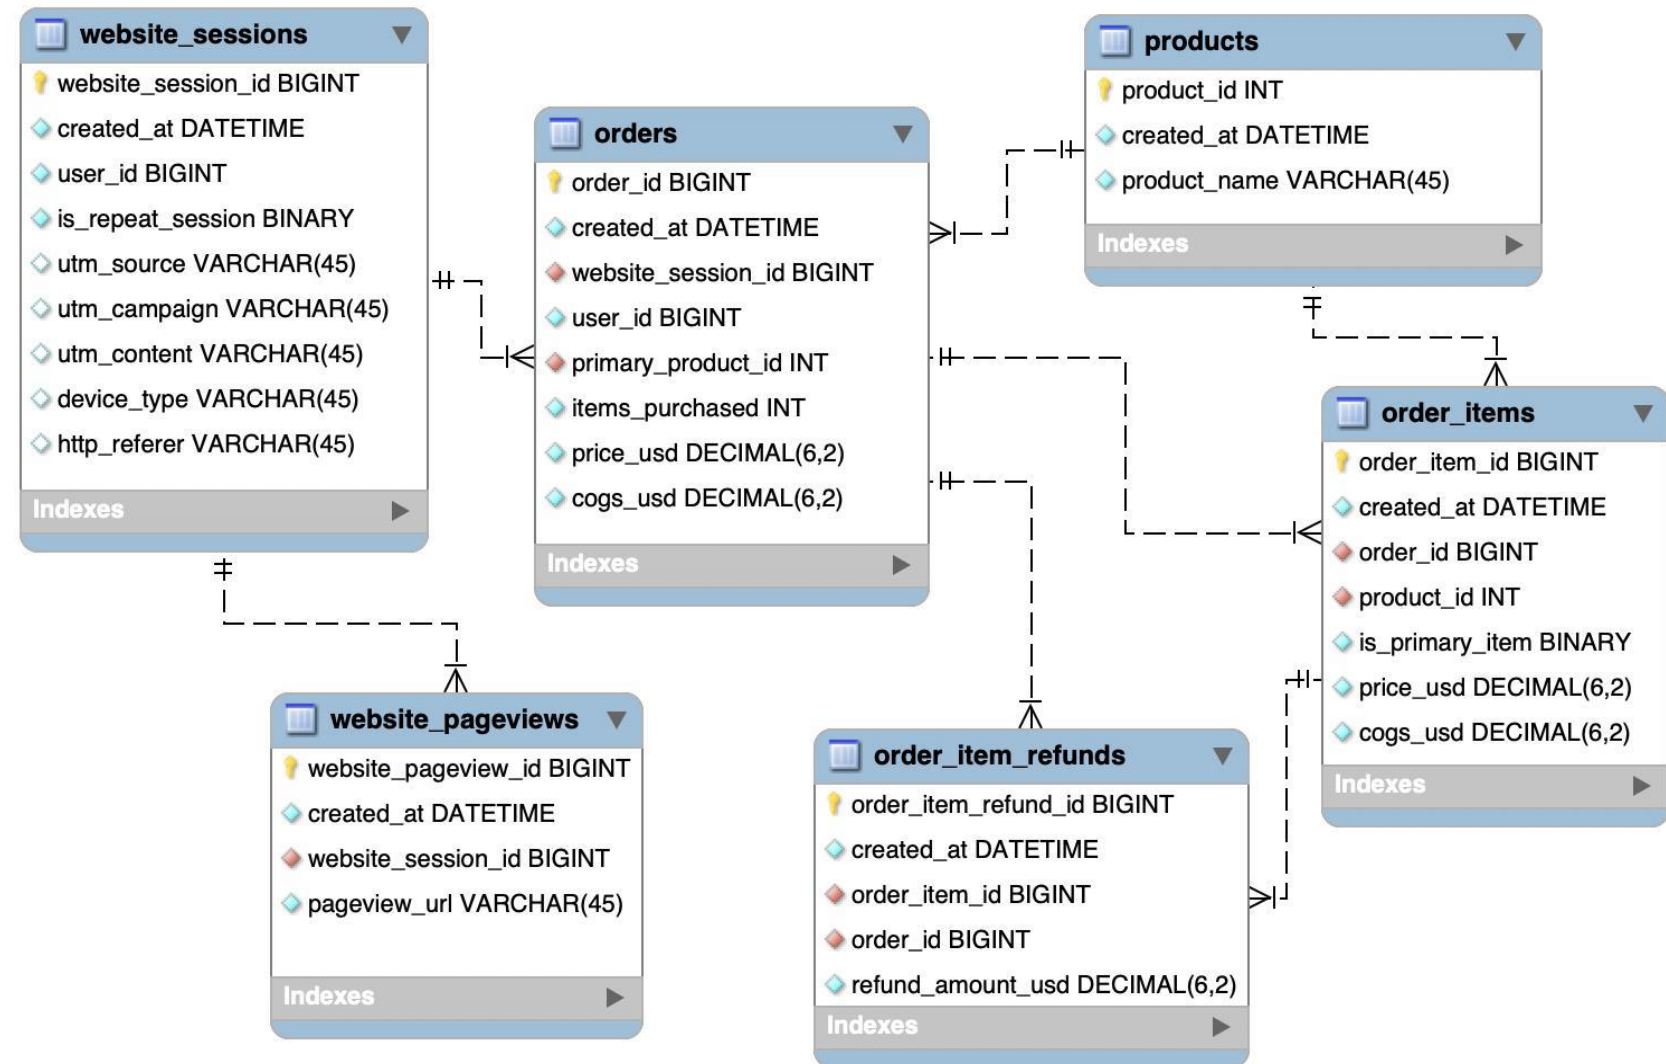 website_sessions
website_session_id BIGINT
created_at DATETIME
user_id BIGINT
is_repeat_session BINARY
utm_source VARCHAR(45)
utm_campaign VARCHAR(45)
utm_content VARCHAR(45)
device_type VARCHAR(45)
http_referer VARCHAR(45)
Indexes
orders
order_id BIGINT
created_at DATETIME
website_session_id BIGINT
user_id BIGINT
primary_product_id INT
items_purchased INT
price_usd DECIMAL(6,2)
cogs_usd DECIMAL(6,2)
Indexes
products
product_id INT
created_at DATETIME
product_name VARCHAR(45)
Indexes
order_items
order_item_id BIGINT
created_at DATETIME
order_id BIGINT
product_id INT
is_primary_item BINARY
price_usd DECIMAL(6,2)
cogs_usd DECIMAL(6,2)
Indexes
website_pageviews
website_pageview_id BIGINT
created_at DATETIME
website_session_id BIGINT
pageview_url VARCHAR(45)
Indexes
order_item_refunds
order_item_refund_id BIGINT
created_at DATETIME
order_item_id BIGINT
order_id BIGINT
refund_amount_usd DECIMAL(6,2)
Indexes